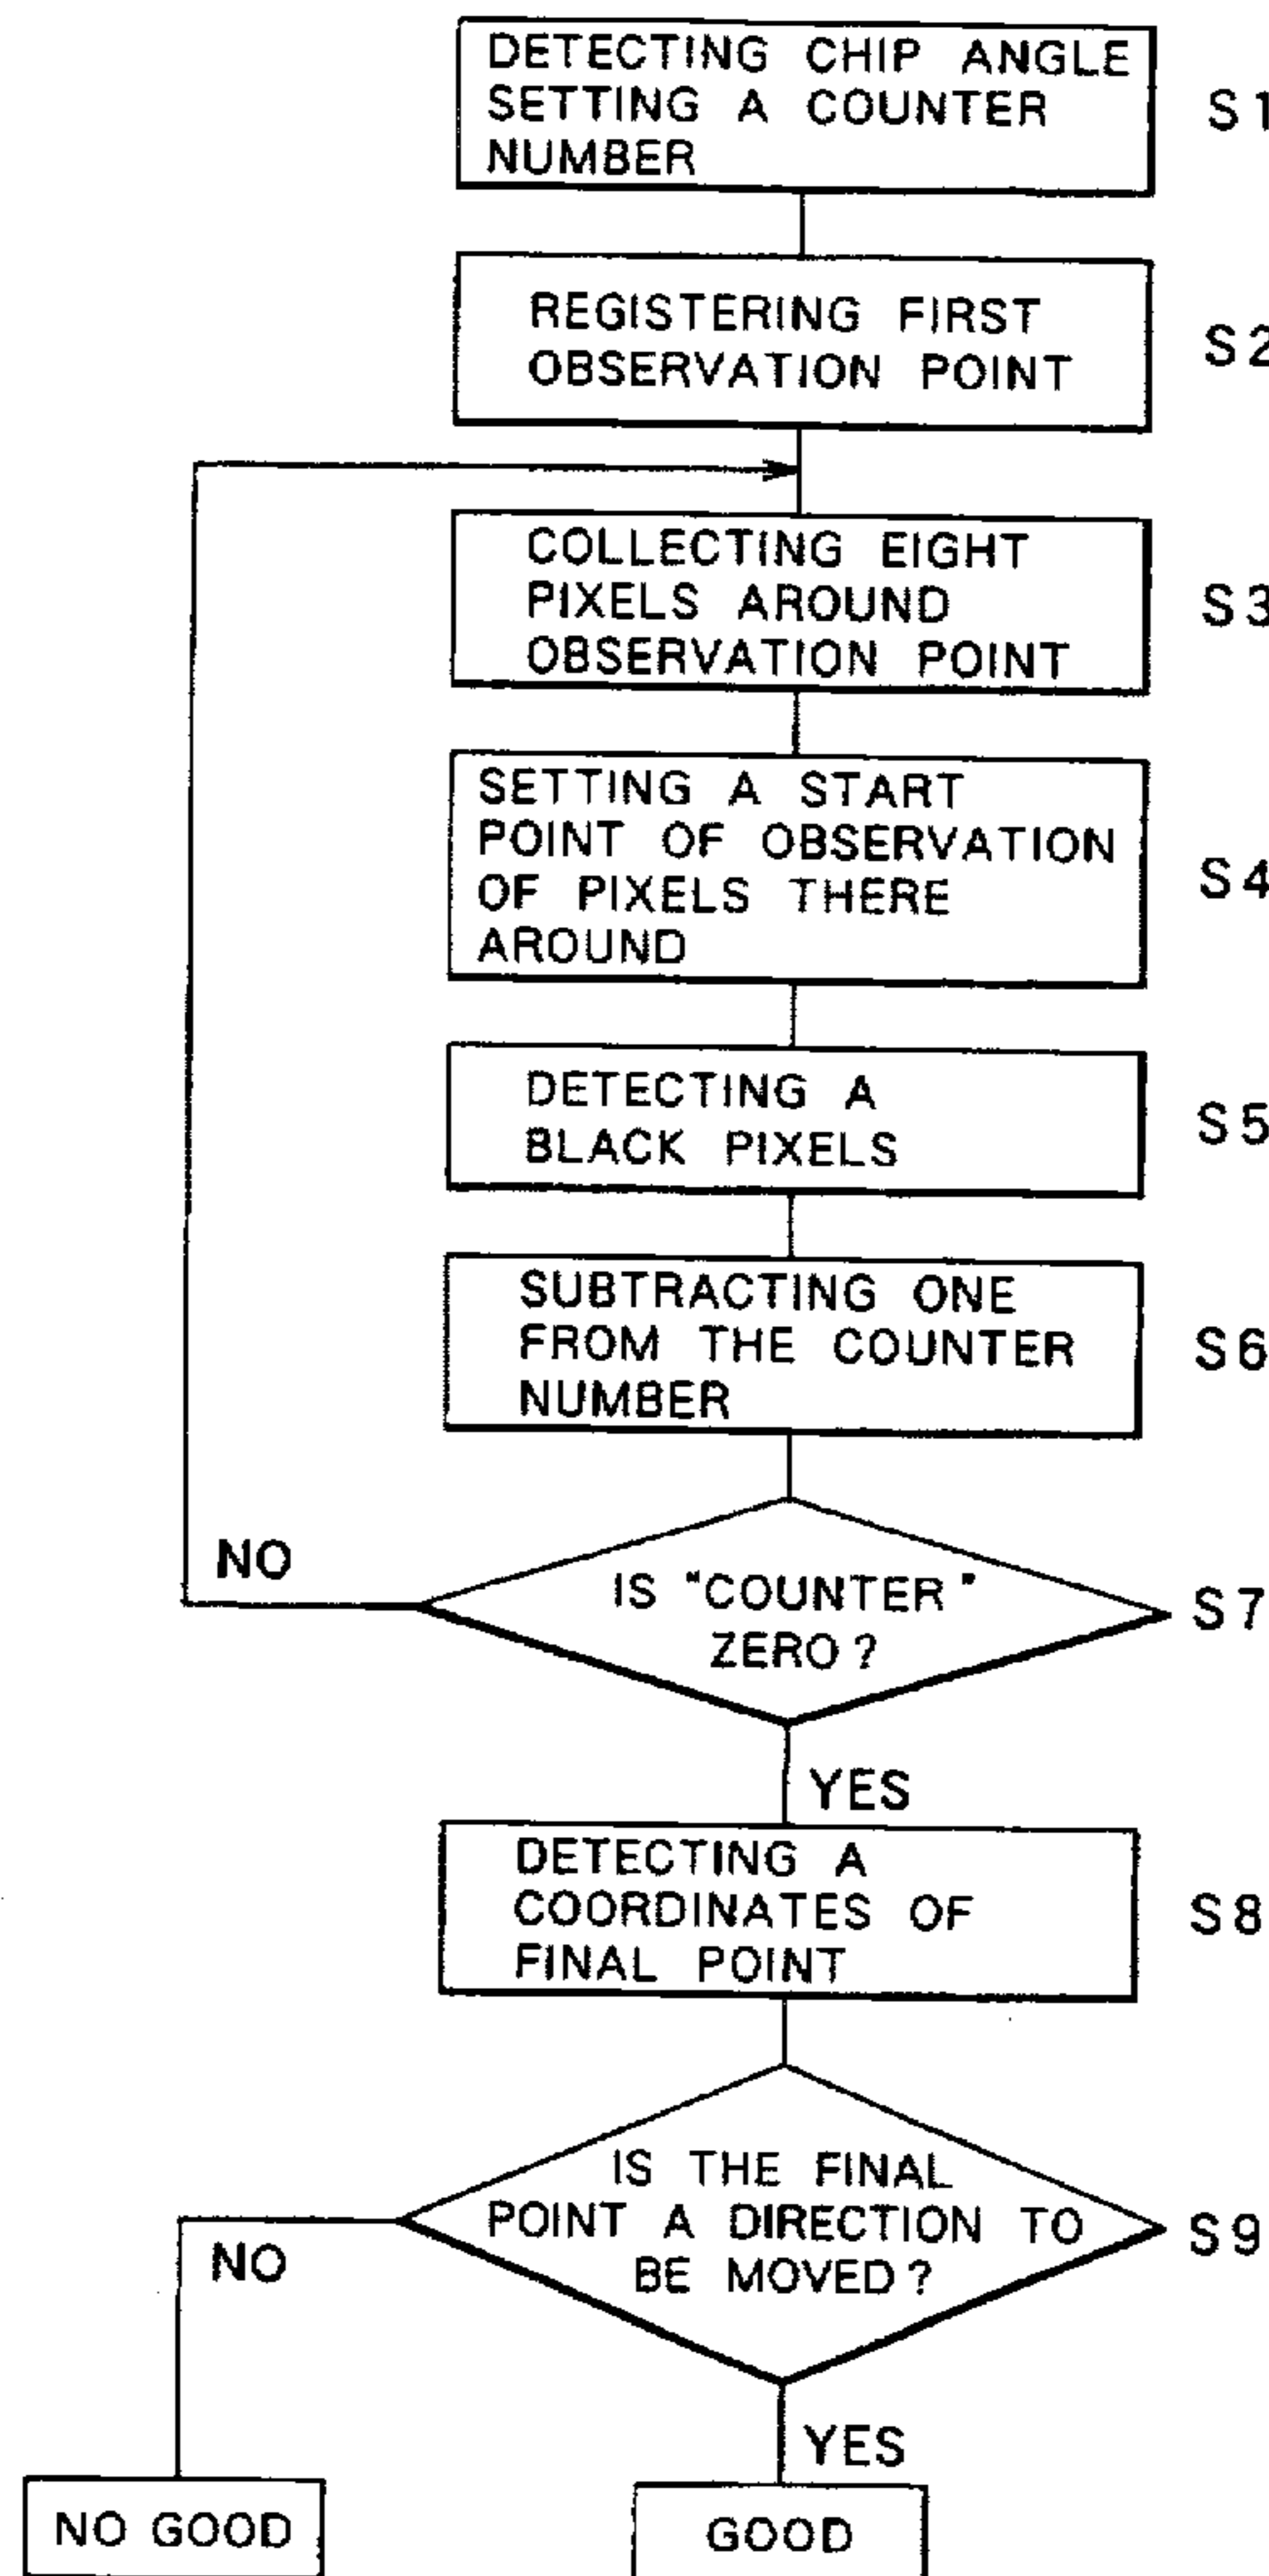 DETECTING CHIP ANGLE
SETTING A COUNTER
NUMBER
S1
REGISTERING FIRST
OBSERVATION POINT
S2
COLLECTING EIGHT
PIXELS AROUND
OBSERVATION POINT
S3
SETTING A START
POINT OF OBSERVATION
OF PIXELS THERE
AROUND
S4
DETECTING A
BLACK PIXELS
S5
SUBTRACTING ONE
FROM THE COUNTER
NUMBER
S6
NO
IS "COUNTER"
ZERO?
S7
YES
DETECTING A
COORDINATES OF
FINAL POINT
S8
IS THE FINAL
POINT A DIRECTION TO
BE MOVED?
S9
NO
YES
NO GOOD
GOOD